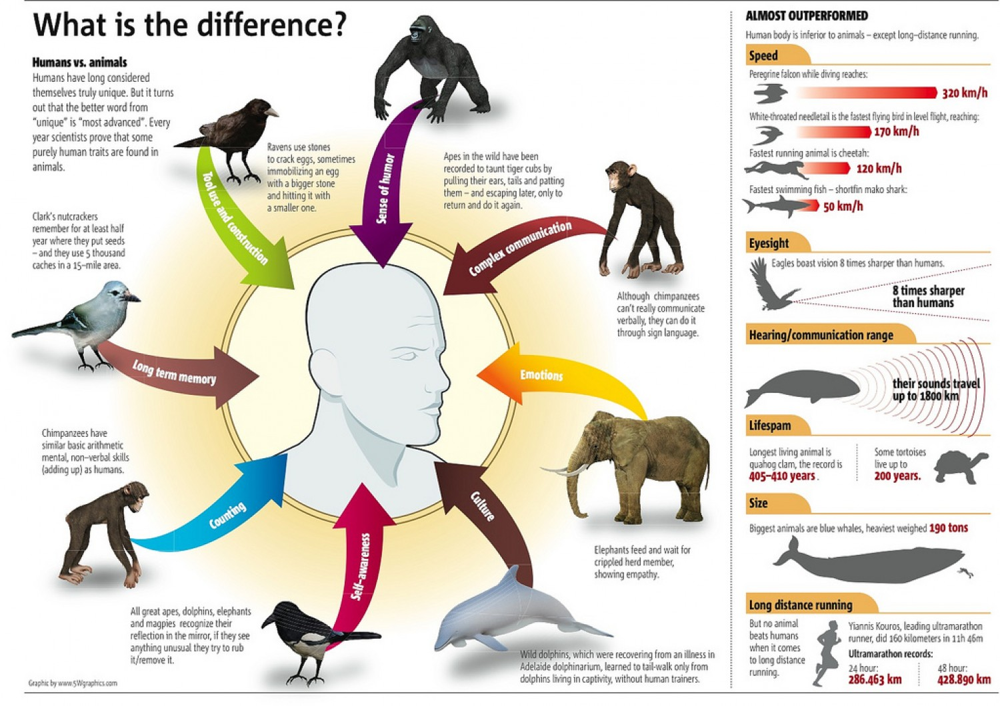 What is the difference?
Humans vs. animals
Humans have long considered
themselves truly unique. But it turns
out that the better word from
"unique" is "most advanced". Every
year scientists prove that some
purely human traits are found in
animals.
Tool use and construction
Ravens use stones
to crack eggs, sometimes
immobilizing an egg
with a bigger stone
and hitting it with
a smaller one.
Sense of humor
Apes in the wild have been
recorded to taunt tiger cubs by
pulling their ears, tails and patting
them – and escaping later, only to
return and do it again.
Complex communication
Although chimpanzees
can't really communicate
verbally, they can do it
through sign language.
Clark's nutcrackers
remember for at least half
year where they put seeds
– and they use 5 thousand
caches in a 15-mile area.
Long term memory
Emotions
Elephants feed and wait for
crippled herd member,
showing empathy.
Chimpanzees have
similar basic arithmetic
mental, non-verbal skills
(adding up) as humans.
Counting
Self-awareness
All great apes, dolphins, elephants
and magpies recognize their
reflection in the mirror, if they see
anything unusual they try to rub
it/remove it.
Culture
Wild dolphins, which were recovering from an illness in
Adelaide dolphinarium, learned to tail-walk only from
dolphins living in captivity, without human trainers.
Graphic by www.5Wgraphics.com
ALMOST OUTPERFORMED
Human body is inferior to animals – except long-distance running.
Speed
Peregrine falcon while diving reaches:
320 km/h
White-throated needletail is the fastest flying bird in level flight, reaching:
170 km/h
Fastest running animal is cheetah:
120 km/h
Fastest swimming fish – shortfin mako shark:
50 km/h
Eyesight
Eagles boast vision 8 times sharper than humans.
8 times sharper
than humans
Hearing/communication range
their sounds travel
up to 1800 km
Lifespam
Longest living animal is
quahog clam, the record is
405–410 years.
Some tortoises
live up to
200 years.
Size
Biggest animals are blue whales, heaviest weighed 190 tons
Long distance running
But no animal
beats humans
when it comes
to long distance
running.
Yiannis Kouros, leading ultramarathon
runner, did 160 kilometers in 11h 46m
Ultramarathon records:
24 hour:
286.463 km
48 hour:
428.890 km